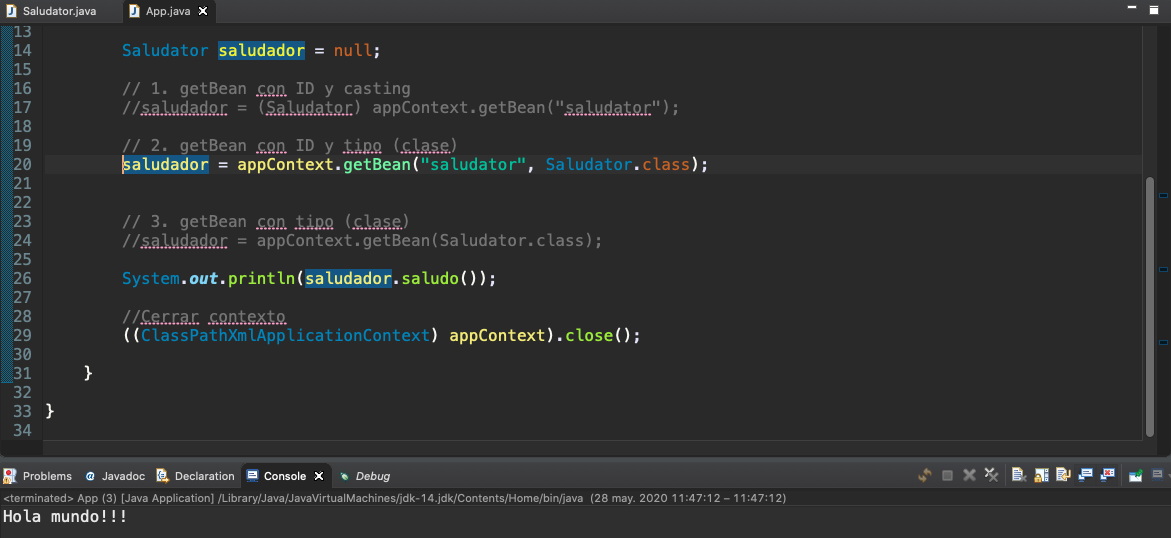 Saludator.java
App.java
13
14 Saludator saludador = null;
15
16 // 1. getBean con ID y casting
17 //saludador = (Saludator) appContext.getBean("saludator");
18
19 // 2. getBean con ID y tipo (clase)
20 saludador = appContext.getBean("saludator", Saludator.class);
21
22
23 // 3. getBean con tipo (clase)
24 //saludador = appContext.getBean(Saludator.class);
25
26 System.out.println(saludador.saludo());
27
28 //Cerrar contexto
29 ((ClassPathXmlApplicationContext) appContext).close();
30
31 }
32
33 }
34
Problems @ Javadoc Declaration Console Debug
<terminated> App (3) [Java Application] /Library/Java/JavaVirtualMachines/jdk-14.jdk/Contents/Home/bin/java (28 may. 2020 11:47:12 – 11:47:12)
Hola mundo!!!